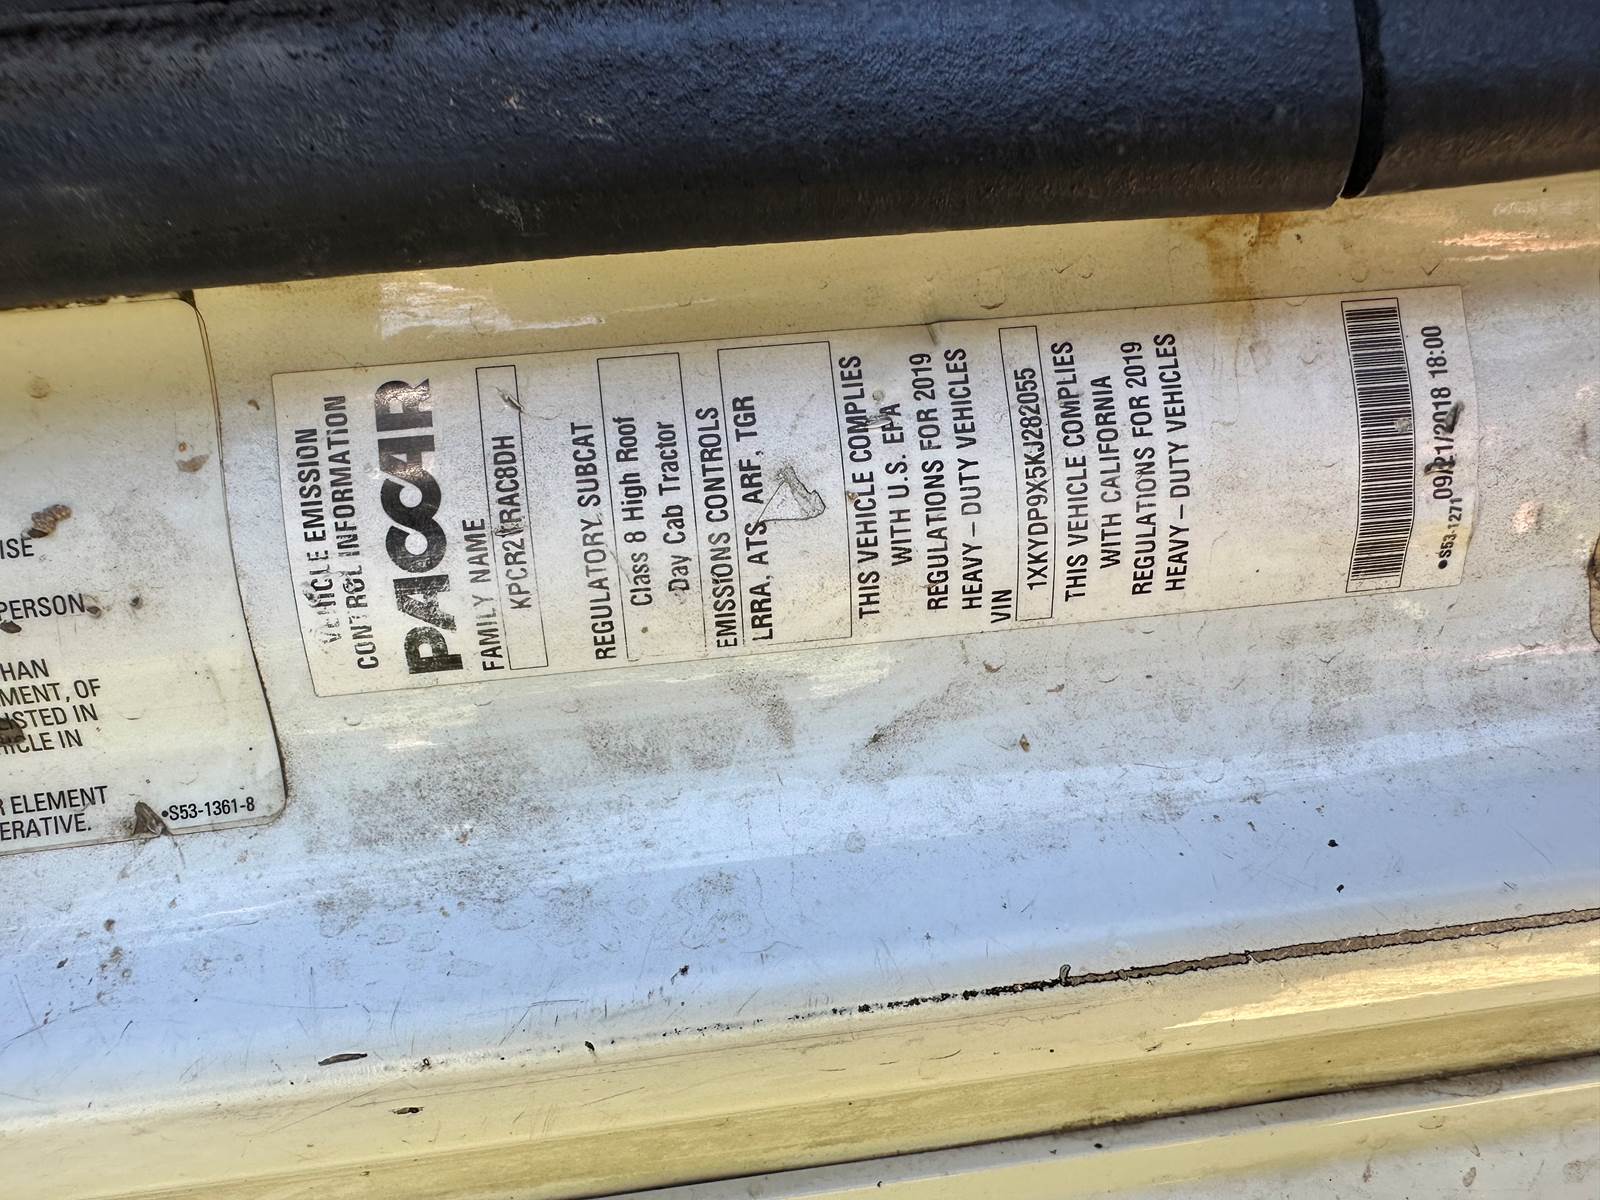 ISE
PERSON
HAN
MENT, OF
LISTED IN
HICLE IN
R ELEMENT
ERATIVE.
•S53-1361-8
VEHICLE EMISSION
CONTROL INFORMATION
PACCAR
FAMILY NAME
KPCR2TRAC8DH
REGULATORY SUBCAT
Class 8 High Roof
Day Cab Tractor
EMISSIONS CONTROLS
LRRA, ATS, ARF, TGR
THIS VEHICLE COMPLIES
WITH U.S. EPA
REGULATIONS FOR 2019
HEAVY – DUTY VEHICLES
VIN
1XKYDP9X5KJ282055
THIS VEHICLE COMPLIES
WITH CALIFORNIA
REGULATIONS FOR 2019
HEAVY – DUTY VEHICLES
•S53-1271 09/21/2018 18:00